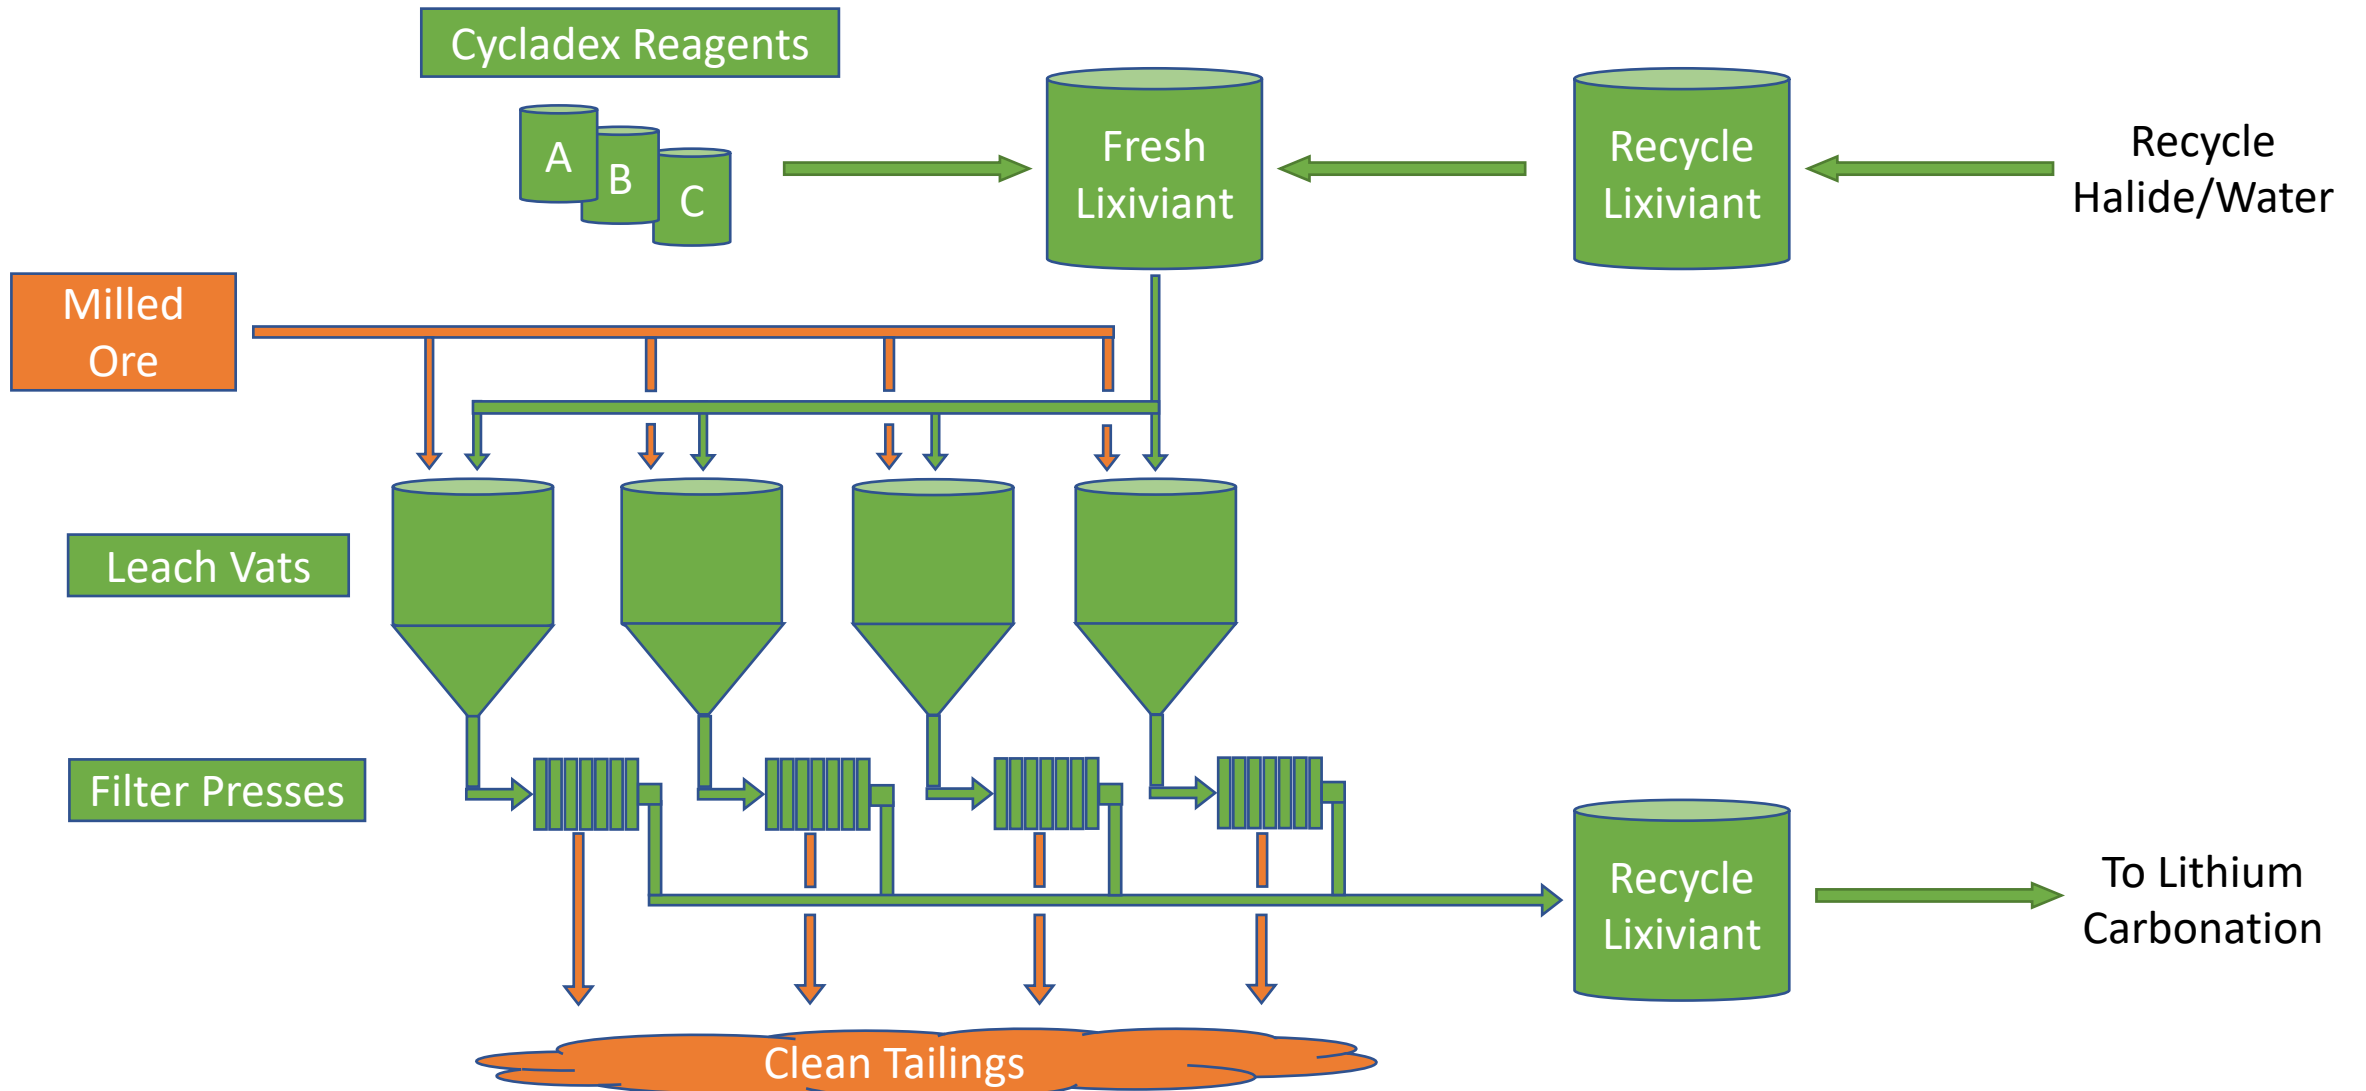 Cycladex Reagents
A
B
C
Fresh
Lixiviant
Recycle
Lixiviant
Recycle
Halide/Water
Milled
Ore
Leach Vats
Filter Presses
Recycle
Lixiviant
To Lithium
Carbonation
Clean Tailings